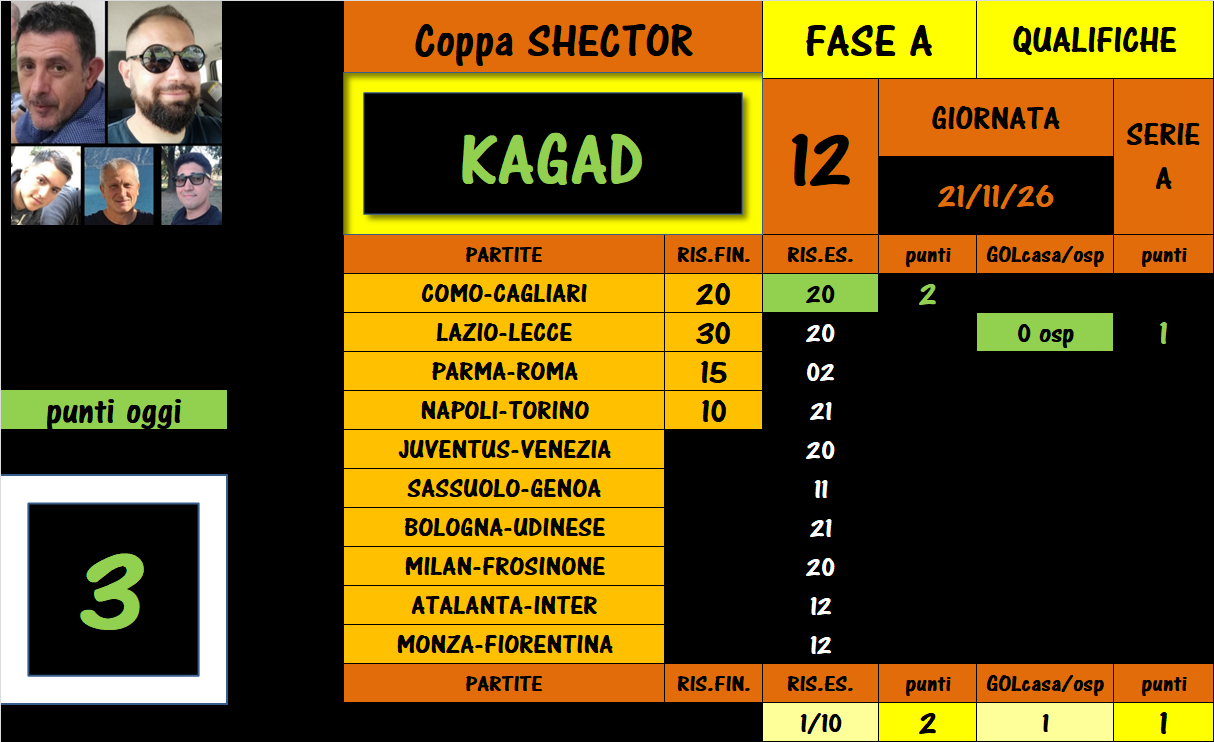 Coppa SHECTOR
FASE A
QUALIFICHE
KAGAD
12
GIORNATA
21/11/26
SERIE
A
PARTITE RIS.FIN. RIS.ES. punti GOLcasa/osp punti
COMO-CAGLIARI 20 20 2
LAZIO-LECCE 30 20 0 osp 1
PARMA-ROMA 15 02
NAPOLI-TORINO 10 21
JUVENTUS-VENEZIA 20
SASSUOLO-GENOA 11
BOLOGNA-UDINESE 21
MILAN-FROSINONE 20
ATALANTA-INTER 12
MONZA-FIORENTINA 12
PARTITE RIS.FIN. RIS.ES. punti GOLcasa/osp punti
1/10 2 1 1
punti oggi
3